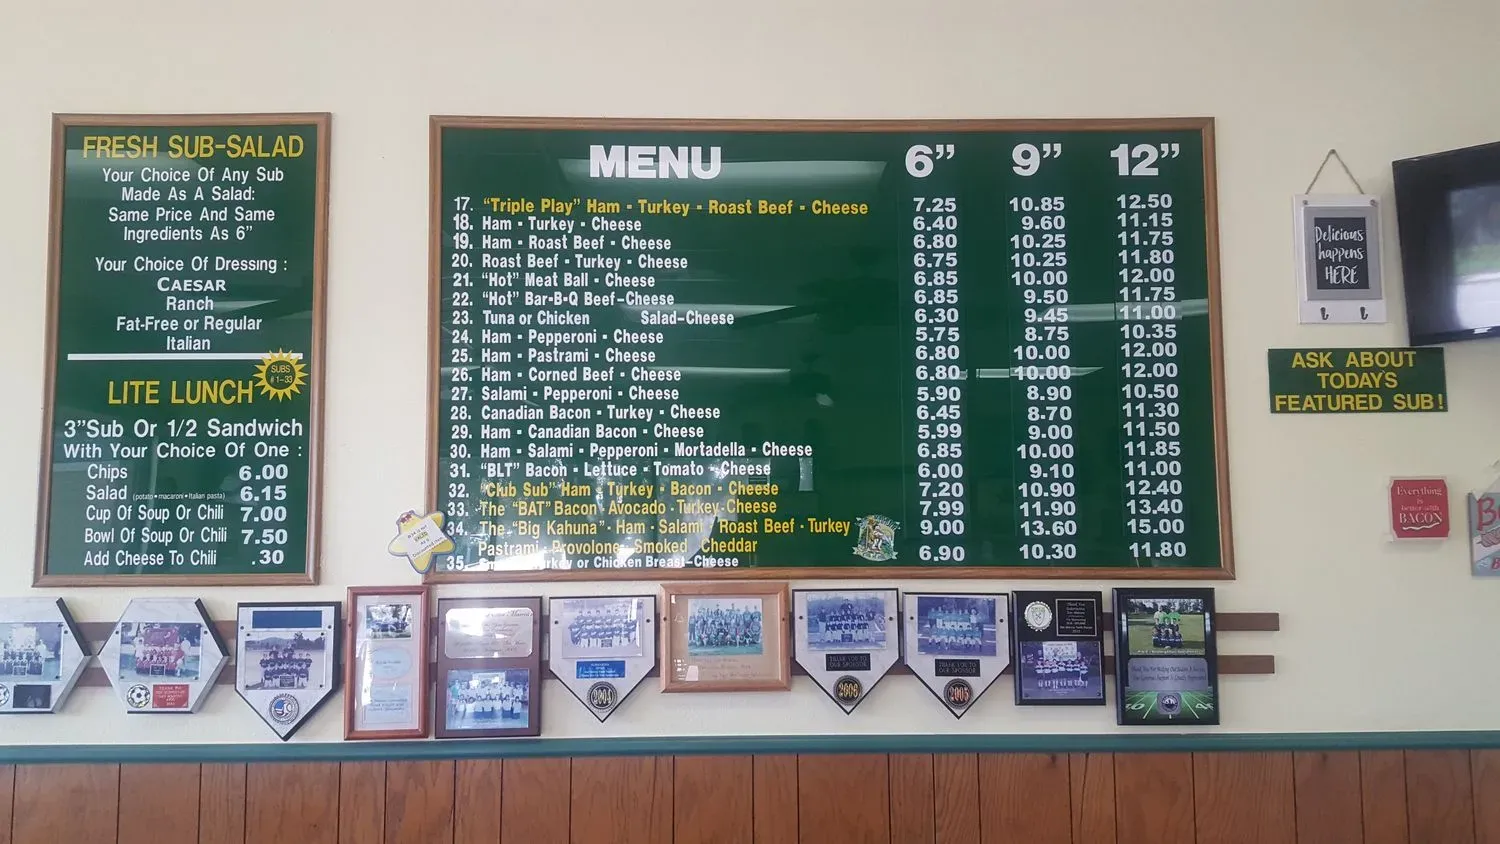 FRESH SUB-SALAD
Your Choice Of Any Sub
Made As A Salad:
Same Price And Same
Ingredients As 6"
Your Choice Of Dressing :
CAESAR
Ranch
Fat-Free or Regular
Italian
SUBS
# 1-33
LITE LUNCH
3"Sub Or 1/2 Sandwich
With Your Choice Of One :
Chips 6.00
Salad (potato • macaroni • Italian pasta) 6.15
Cup Of Soup Or Chili 7.00
Bowl Of Soup Or Chili 7.50
Add Cheese To Chili .30
MENU 6" 9" 12"
17. "Triple Play" Ham - Turkey - Roast Beef - Cheese 7.25 10.85 12.50
18. Ham - Turkey - Cheese 6.40 9.60 11.15
19. Ham - Roast Beef - Cheese 6.80 10.25 11.75
20. Roast Beef - Turkey - Cheese 6.75 10.25 11.80
21. "Hot" Meat Ball - Cheese 6.85 10.00 12.00
22. "Hot" Bar-B-Q Beef-Cheese 6.85 9.50 11.75
23. Tuna or Chicken Salad-Cheese 6.30 9.45 11.00
24. Ham - Pepperoni - Cheese 5.75 8.75 10.35
25. Ham - Pastrami - Cheese 6.80 10.00 12.00
26. Ham - Corned Beef - Cheese 6.80 10.00 12.00
27. Salami - Pepperoni - Cheese 5.90 8.90 10.50
28. Canadian Bacon - Turkey - Cheese 6.45 8.70 11.30
29. Ham - Canadian Bacon - Cheese 5.99 9.00 11.50
30. Ham - Salami - Pepperoni - Mortadella - Cheese 6.85 10.00 11.85
31. "BLT" Bacon - Lettuce - Tomato - Cheese 6.00 9.10 11.00
32. "Club Sub" Ham - Turkey - Bacon - Cheese 7.20 10.90 12.40
33. The "BAT" Bacon - Avocado - Turkey - Cheese 7.99 11.90 13.40
34. The "Big Kahuna" - Ham - Salami - Roast Beef - Turkey 9.00 13.60 15.00
Pastrami - Provolone - Smoked Cheddar
35. Smoked Turkey or Chicken Breast-Cheese 6.90 10.30 11.80
Delicious
happens
HERE
ASK ABOUT
TODAY'S
FEATURED SUB!
Everything is
better with
BACON
THANK YOU TO
OUR SPONSOR
2004
2006
THANK YOU TO
OUR SPONSOR
2005